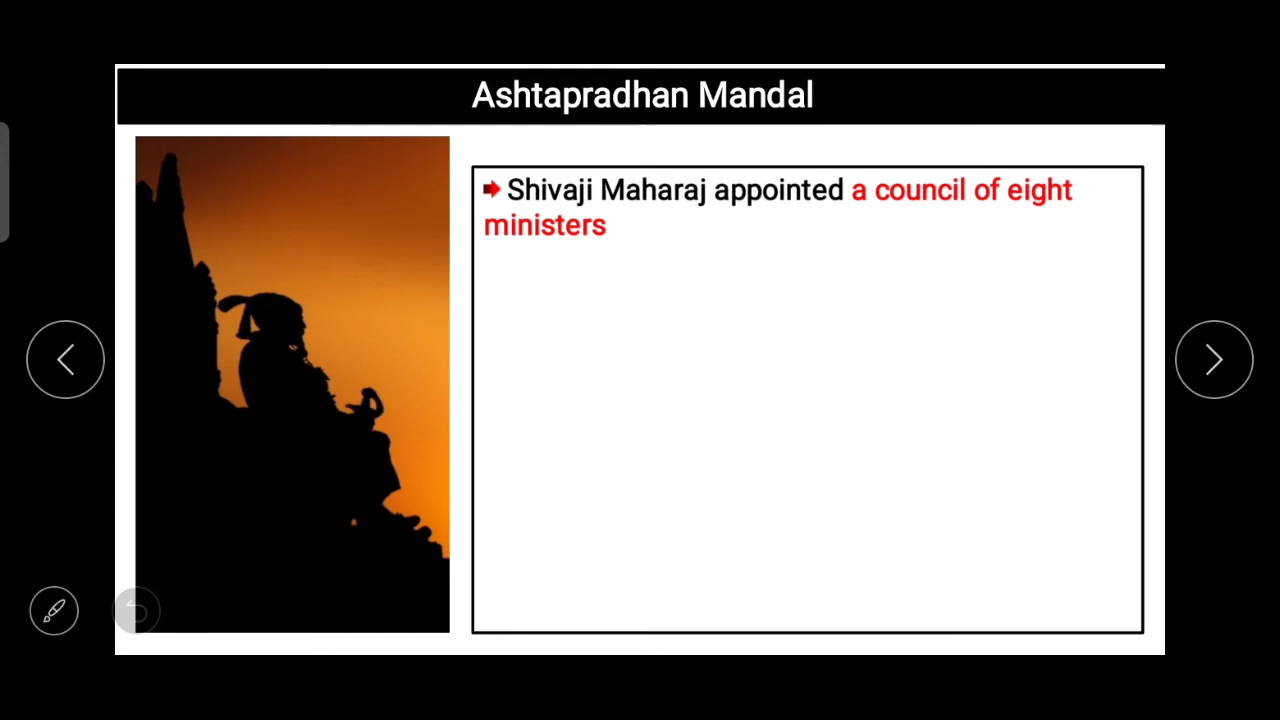 Ashtapradhan Mandal
Shivaji Maharaj appointed a council of eight
ministers